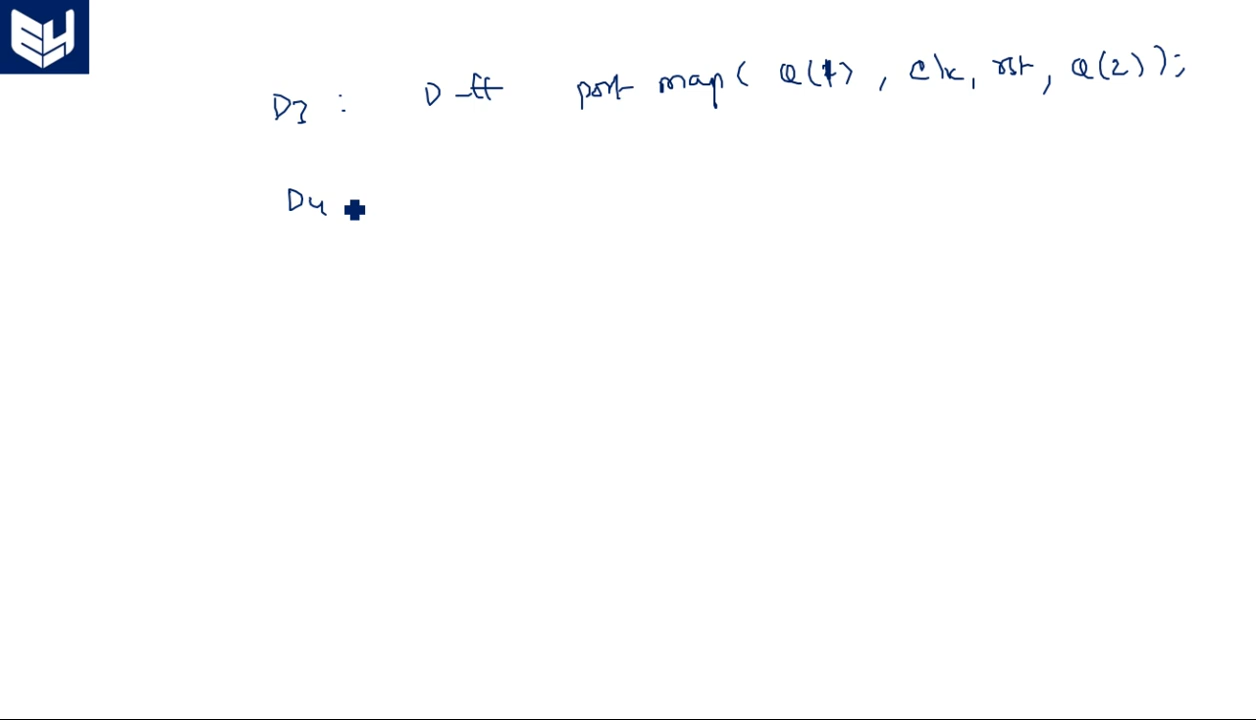 D3 : D_ff port map( Q(1) , clk, rst, Q(2));
D4